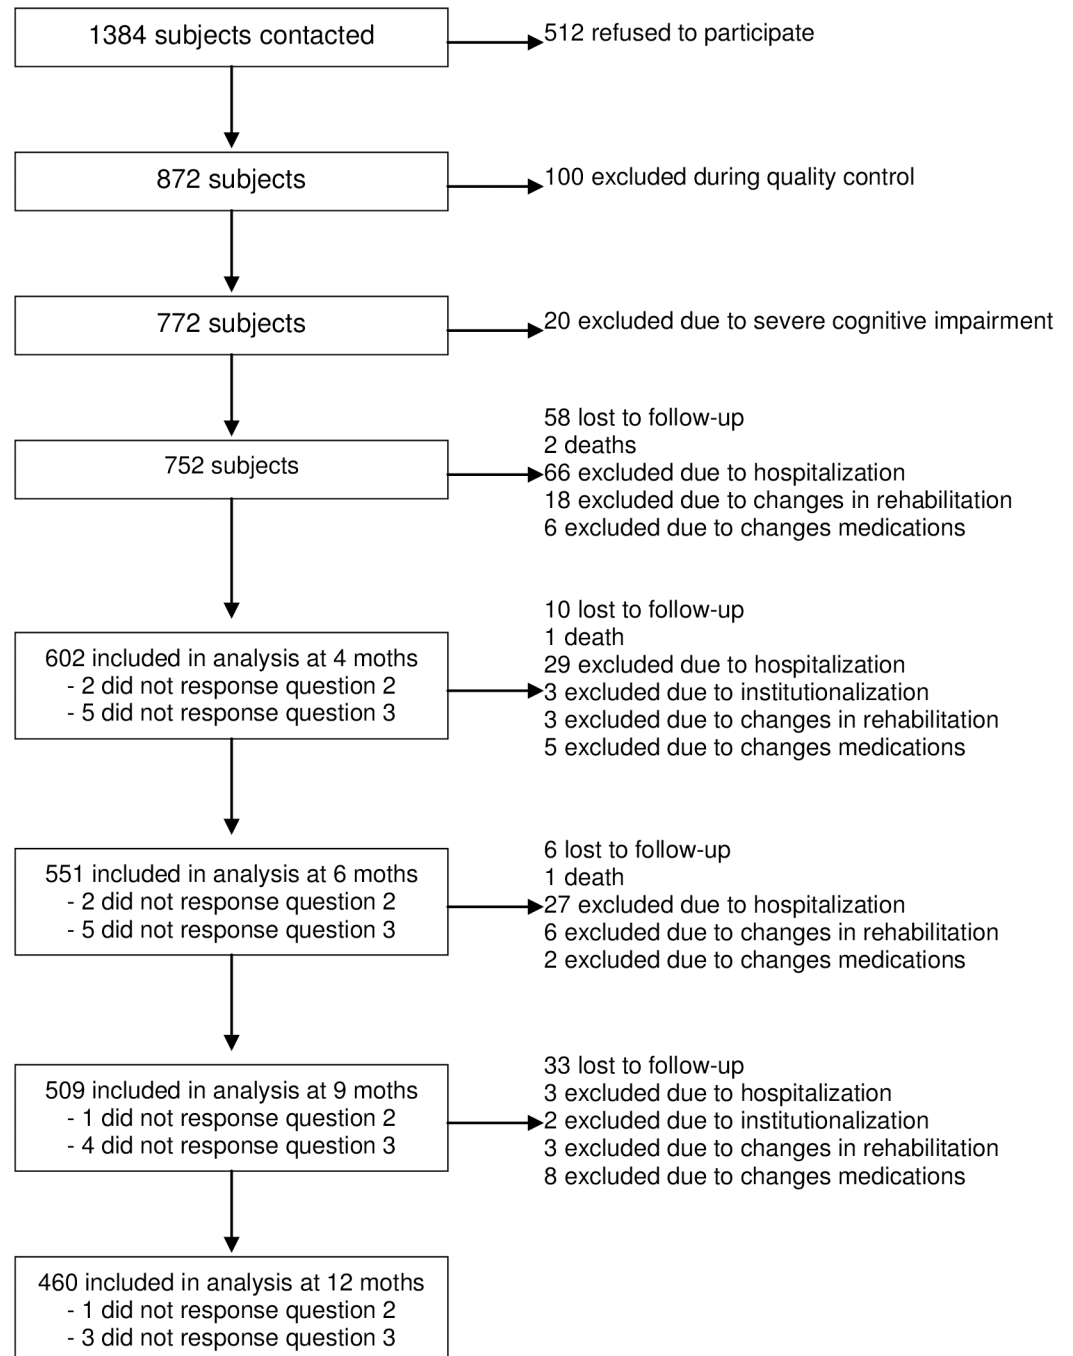 1384 subjects contacted
512 refused to participate
872 subjects
100 excluded during quality control
772 subjects
20 excluded due to severe cognitive impairment
752 subjects
58 lost to follow-up
2 deaths
66 excluded due to hospitalization
18 excluded due to changes in rehabilitation
6 excluded due to changes medications
602 included in analysis at 4 moths
- 2 did not response question 2
- 5 did not response question 3
10 lost to follow-up
1 death
29 excluded due to hospitalization
3 excluded due to institutionalization
3 excluded due to changes in rehabilitation
5 excluded due to changes medications
551 included in analysis at 6 moths
- 2 did not response question 2
- 5 did not response question 3
6 lost to follow-up
1 death
27 excluded due to hospitalization
6 excluded due to changes in rehabilitation
2 excluded due to changes medications
509 included in analysis at 9 moths
- 1 did not response question 2
- 4 did not response question 3
33 lost to follow-up
3 excluded due to hospitalization
2 excluded due to institutionalization
3 excluded due to changes in rehabilitation
8 excluded due to changes medications
460 included in analysis at 12 moths
- 1 did not response question 2
- 3 did not response question 3